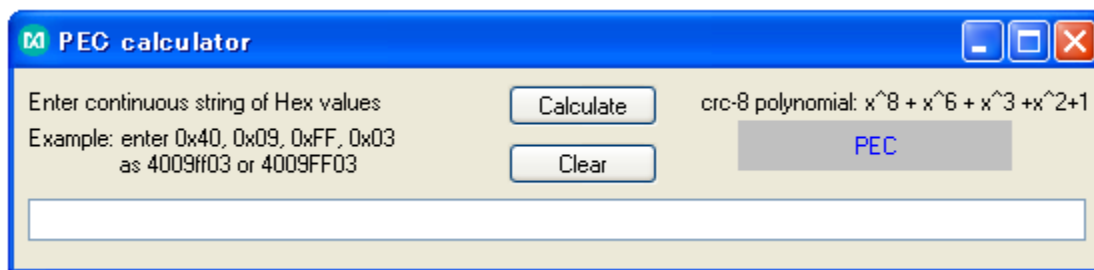 PEC calculator
Enter continuous string of Hex values
Example: enter 0x40, 0x09, 0xFF, 0x03
as 4009ff03 or 4009FF03
Calculate
Clear
crc-8 polynomial: x^8 + x^6 + x^3 +x^2+1
PEC